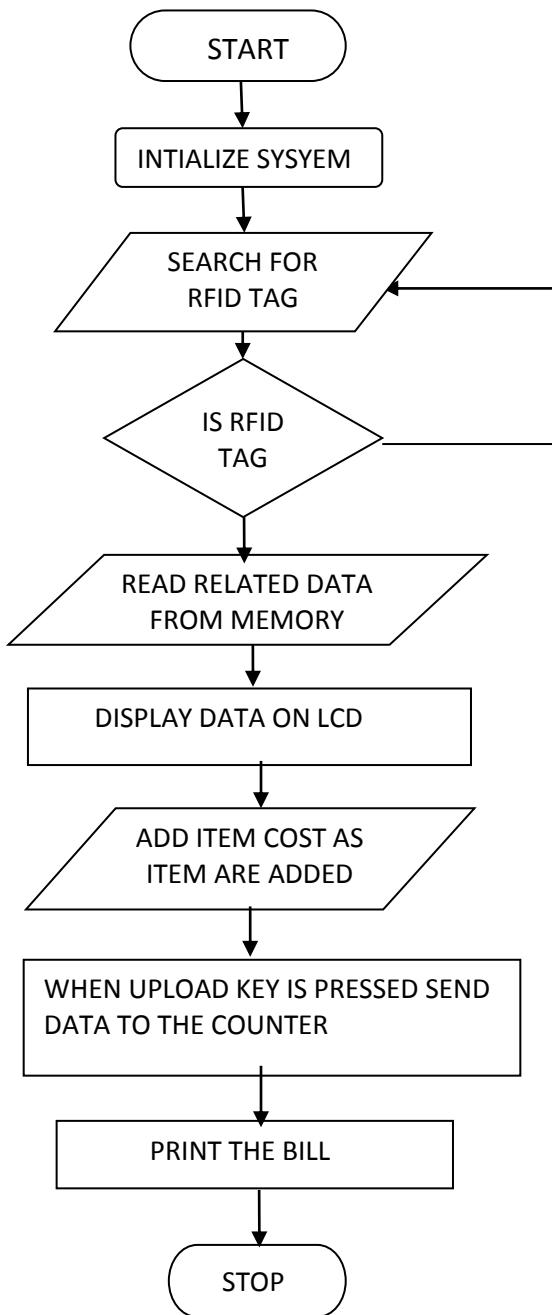 START
INTIALIZE SYSYEM
SEARCH FOR
RFID TAG
IS RFID
TAG
READ RELATED DATA
FROM MEMORY
DISPLAY DATA ON LCD
ADD ITEM COST AS
ITEM ARE ADDED
WHEN UPLOAD KEY IS PRESSED SEND
DATA TO THE COUNTER
PRINT THE BILL
STOP